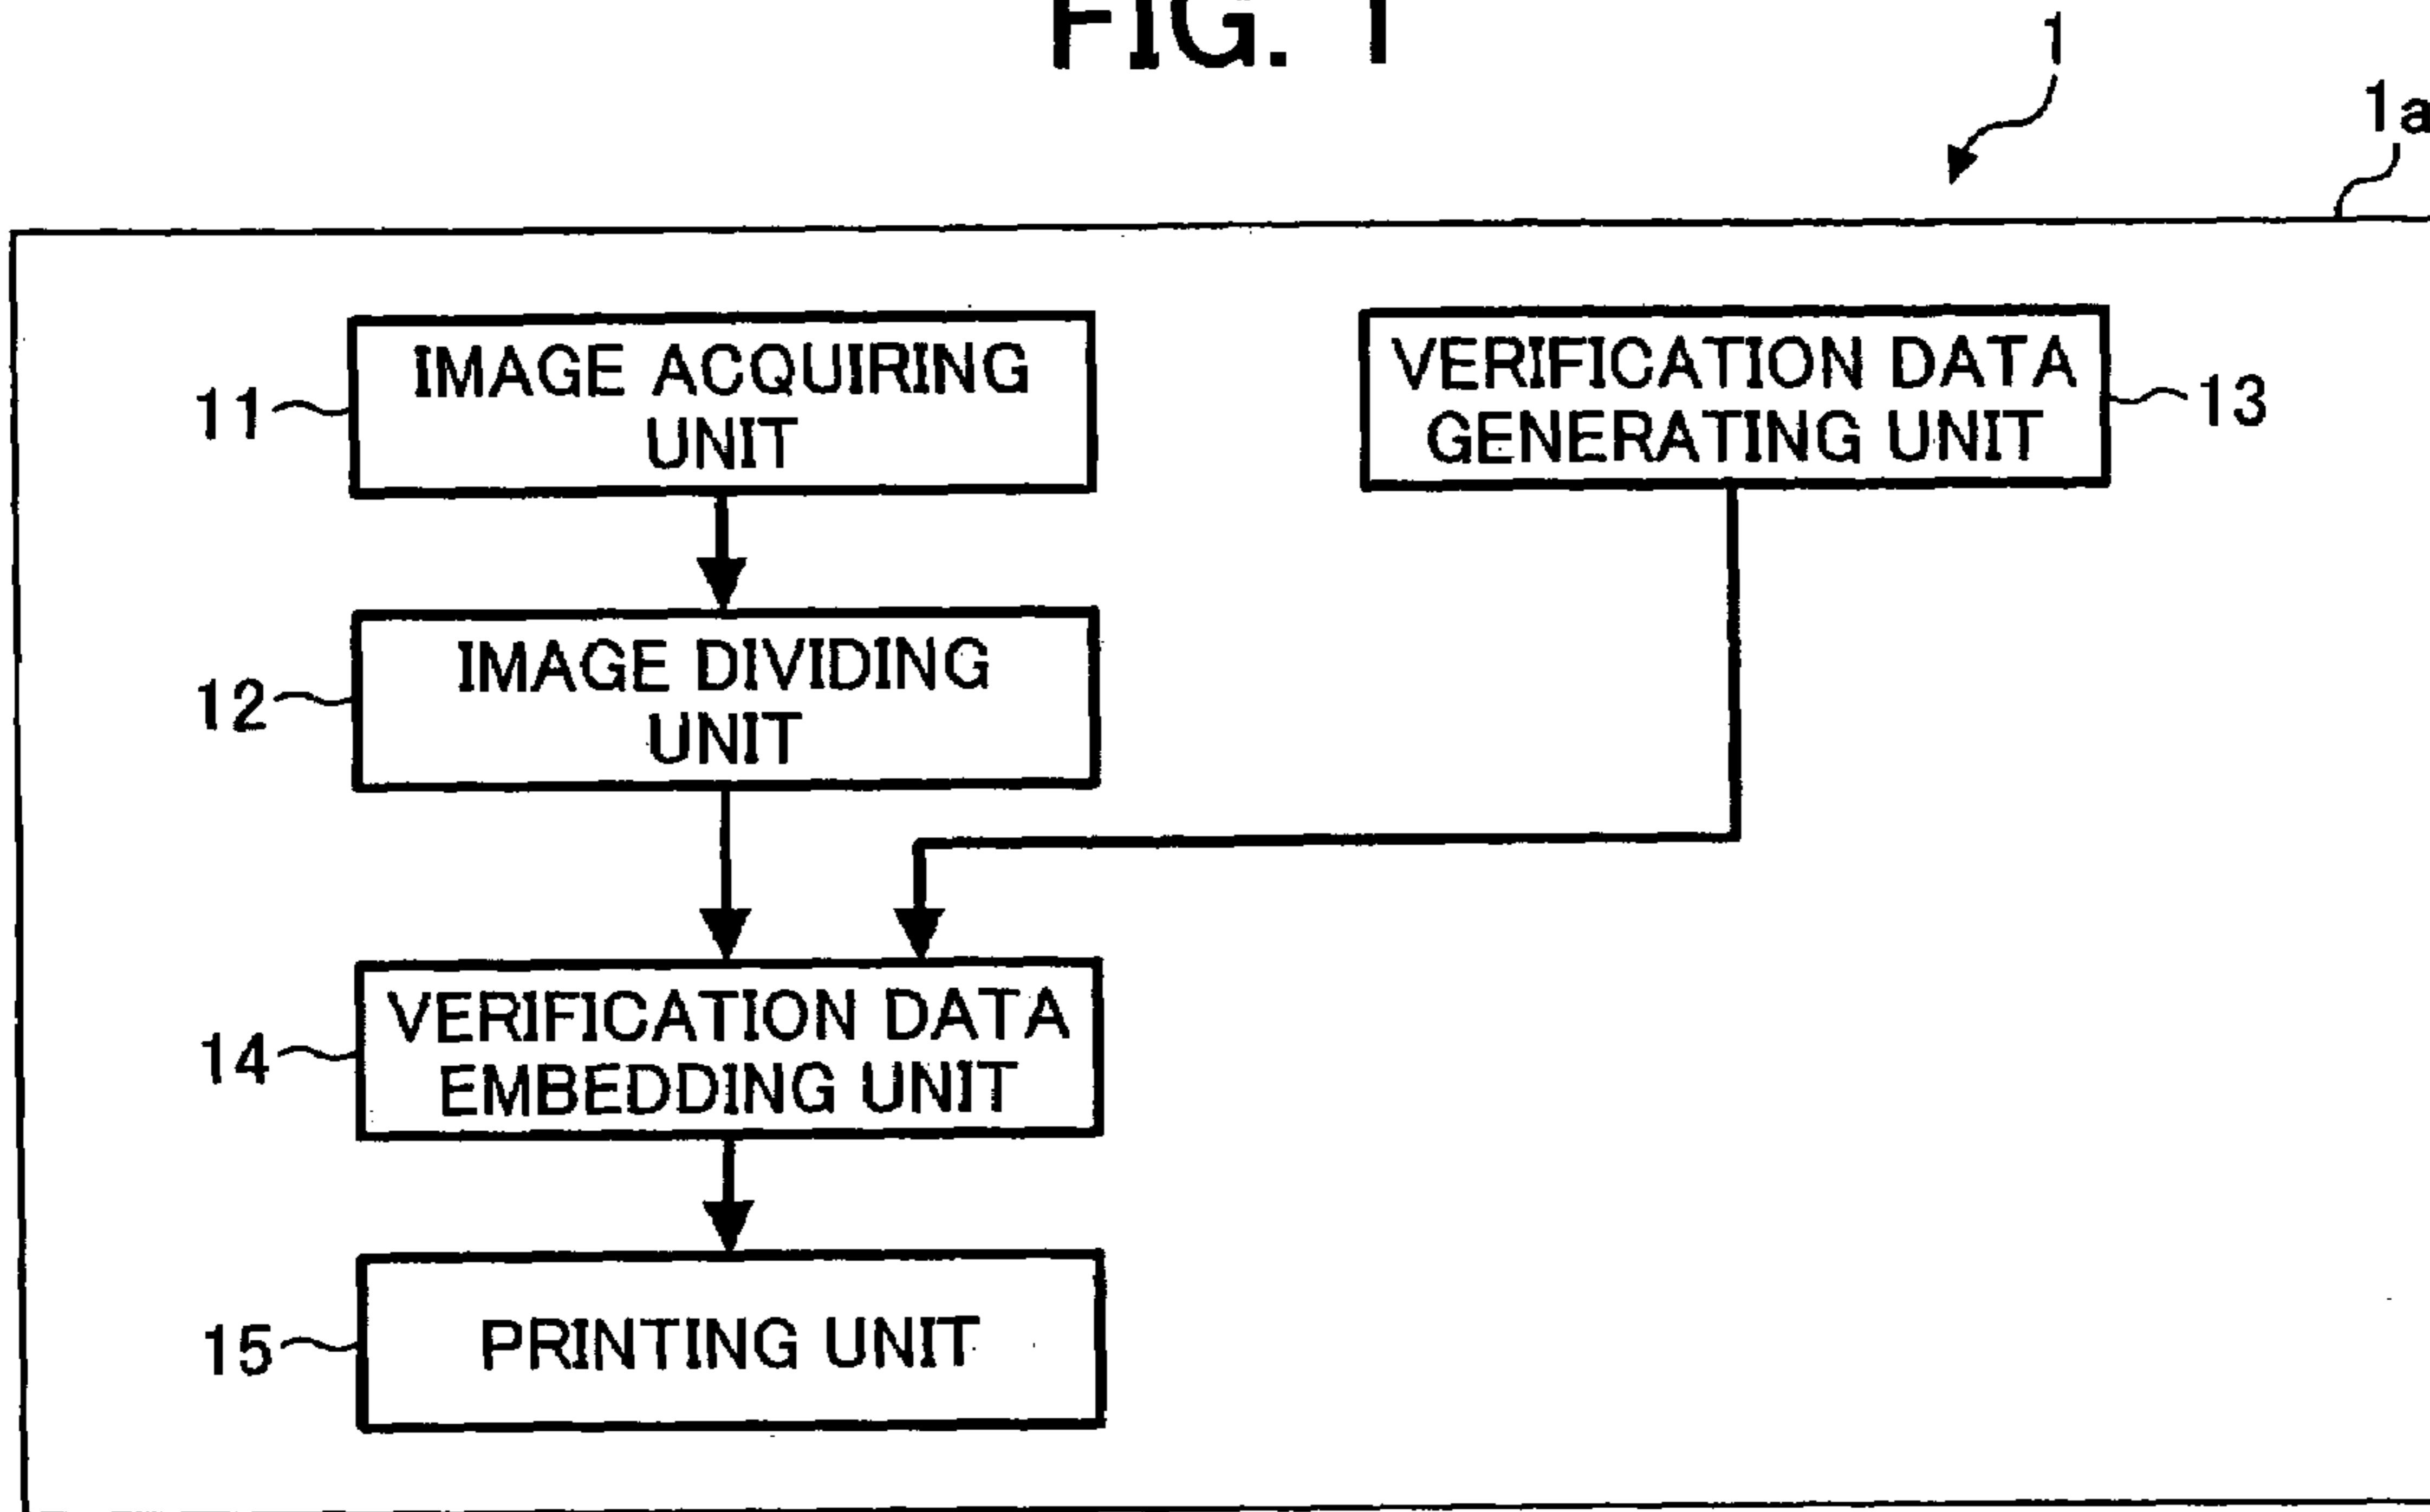 FIG. 1
1
1a
IMAGE ACQUIRING
UNIT
11
VERIFICATION DATA
GENERATING UNIT
13
IMAGE DIVIDING
UNIT
12
VERIFICATION DATA
EMBEDDING UNIT
14
PRINTING UNIT
15